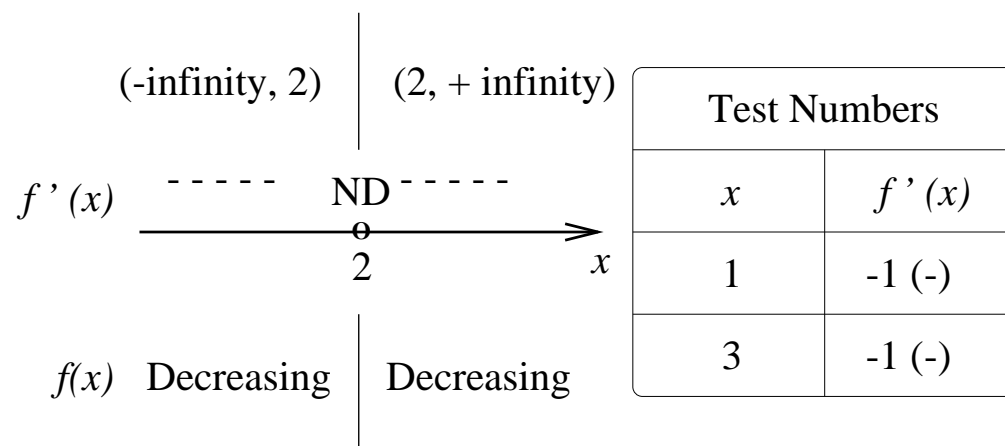 (-infinity, 2) (2, + infinity)
Test Numbers
f ’ (x) - - - - - ND - - - - -
x f ’ (x)
2 x
1 -1 (-)
3 -1 (-)
f(x) Decreasing Decreasing